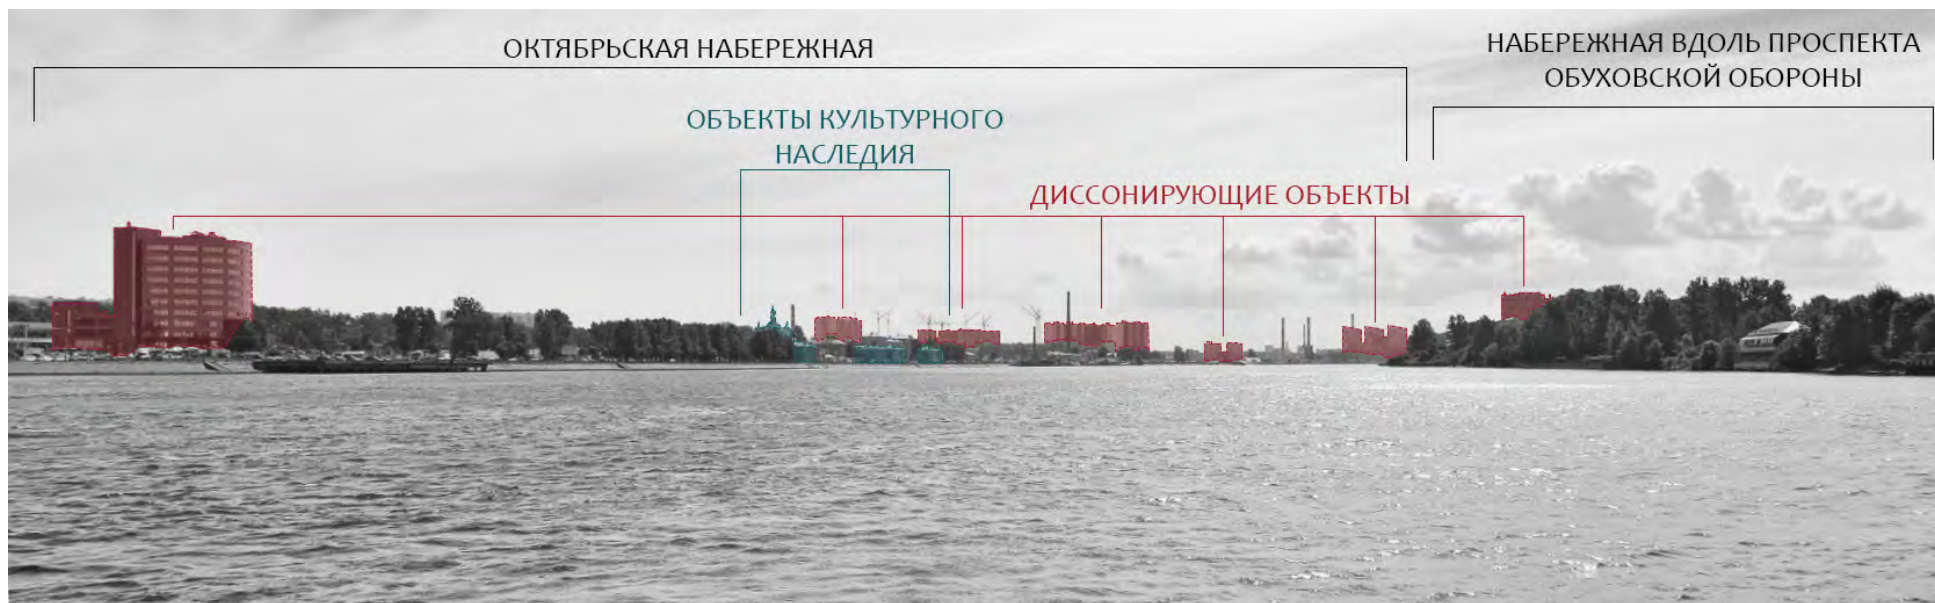 ОКТЯБРЬСКАЯ НАБЕРЕЖНАЯ
НАБЕРЕЖНАЯ ВДОЛЬ ПРОСПЕКТА
ОБУХОВСКОЙ ОБОРОНЫ
ОБЪЕКТЫ КУЛЬТУРНОГО
НАСЛЕДИЯ
ДИССОНИРУЮЩИЕ ОБЪЕКТЫ